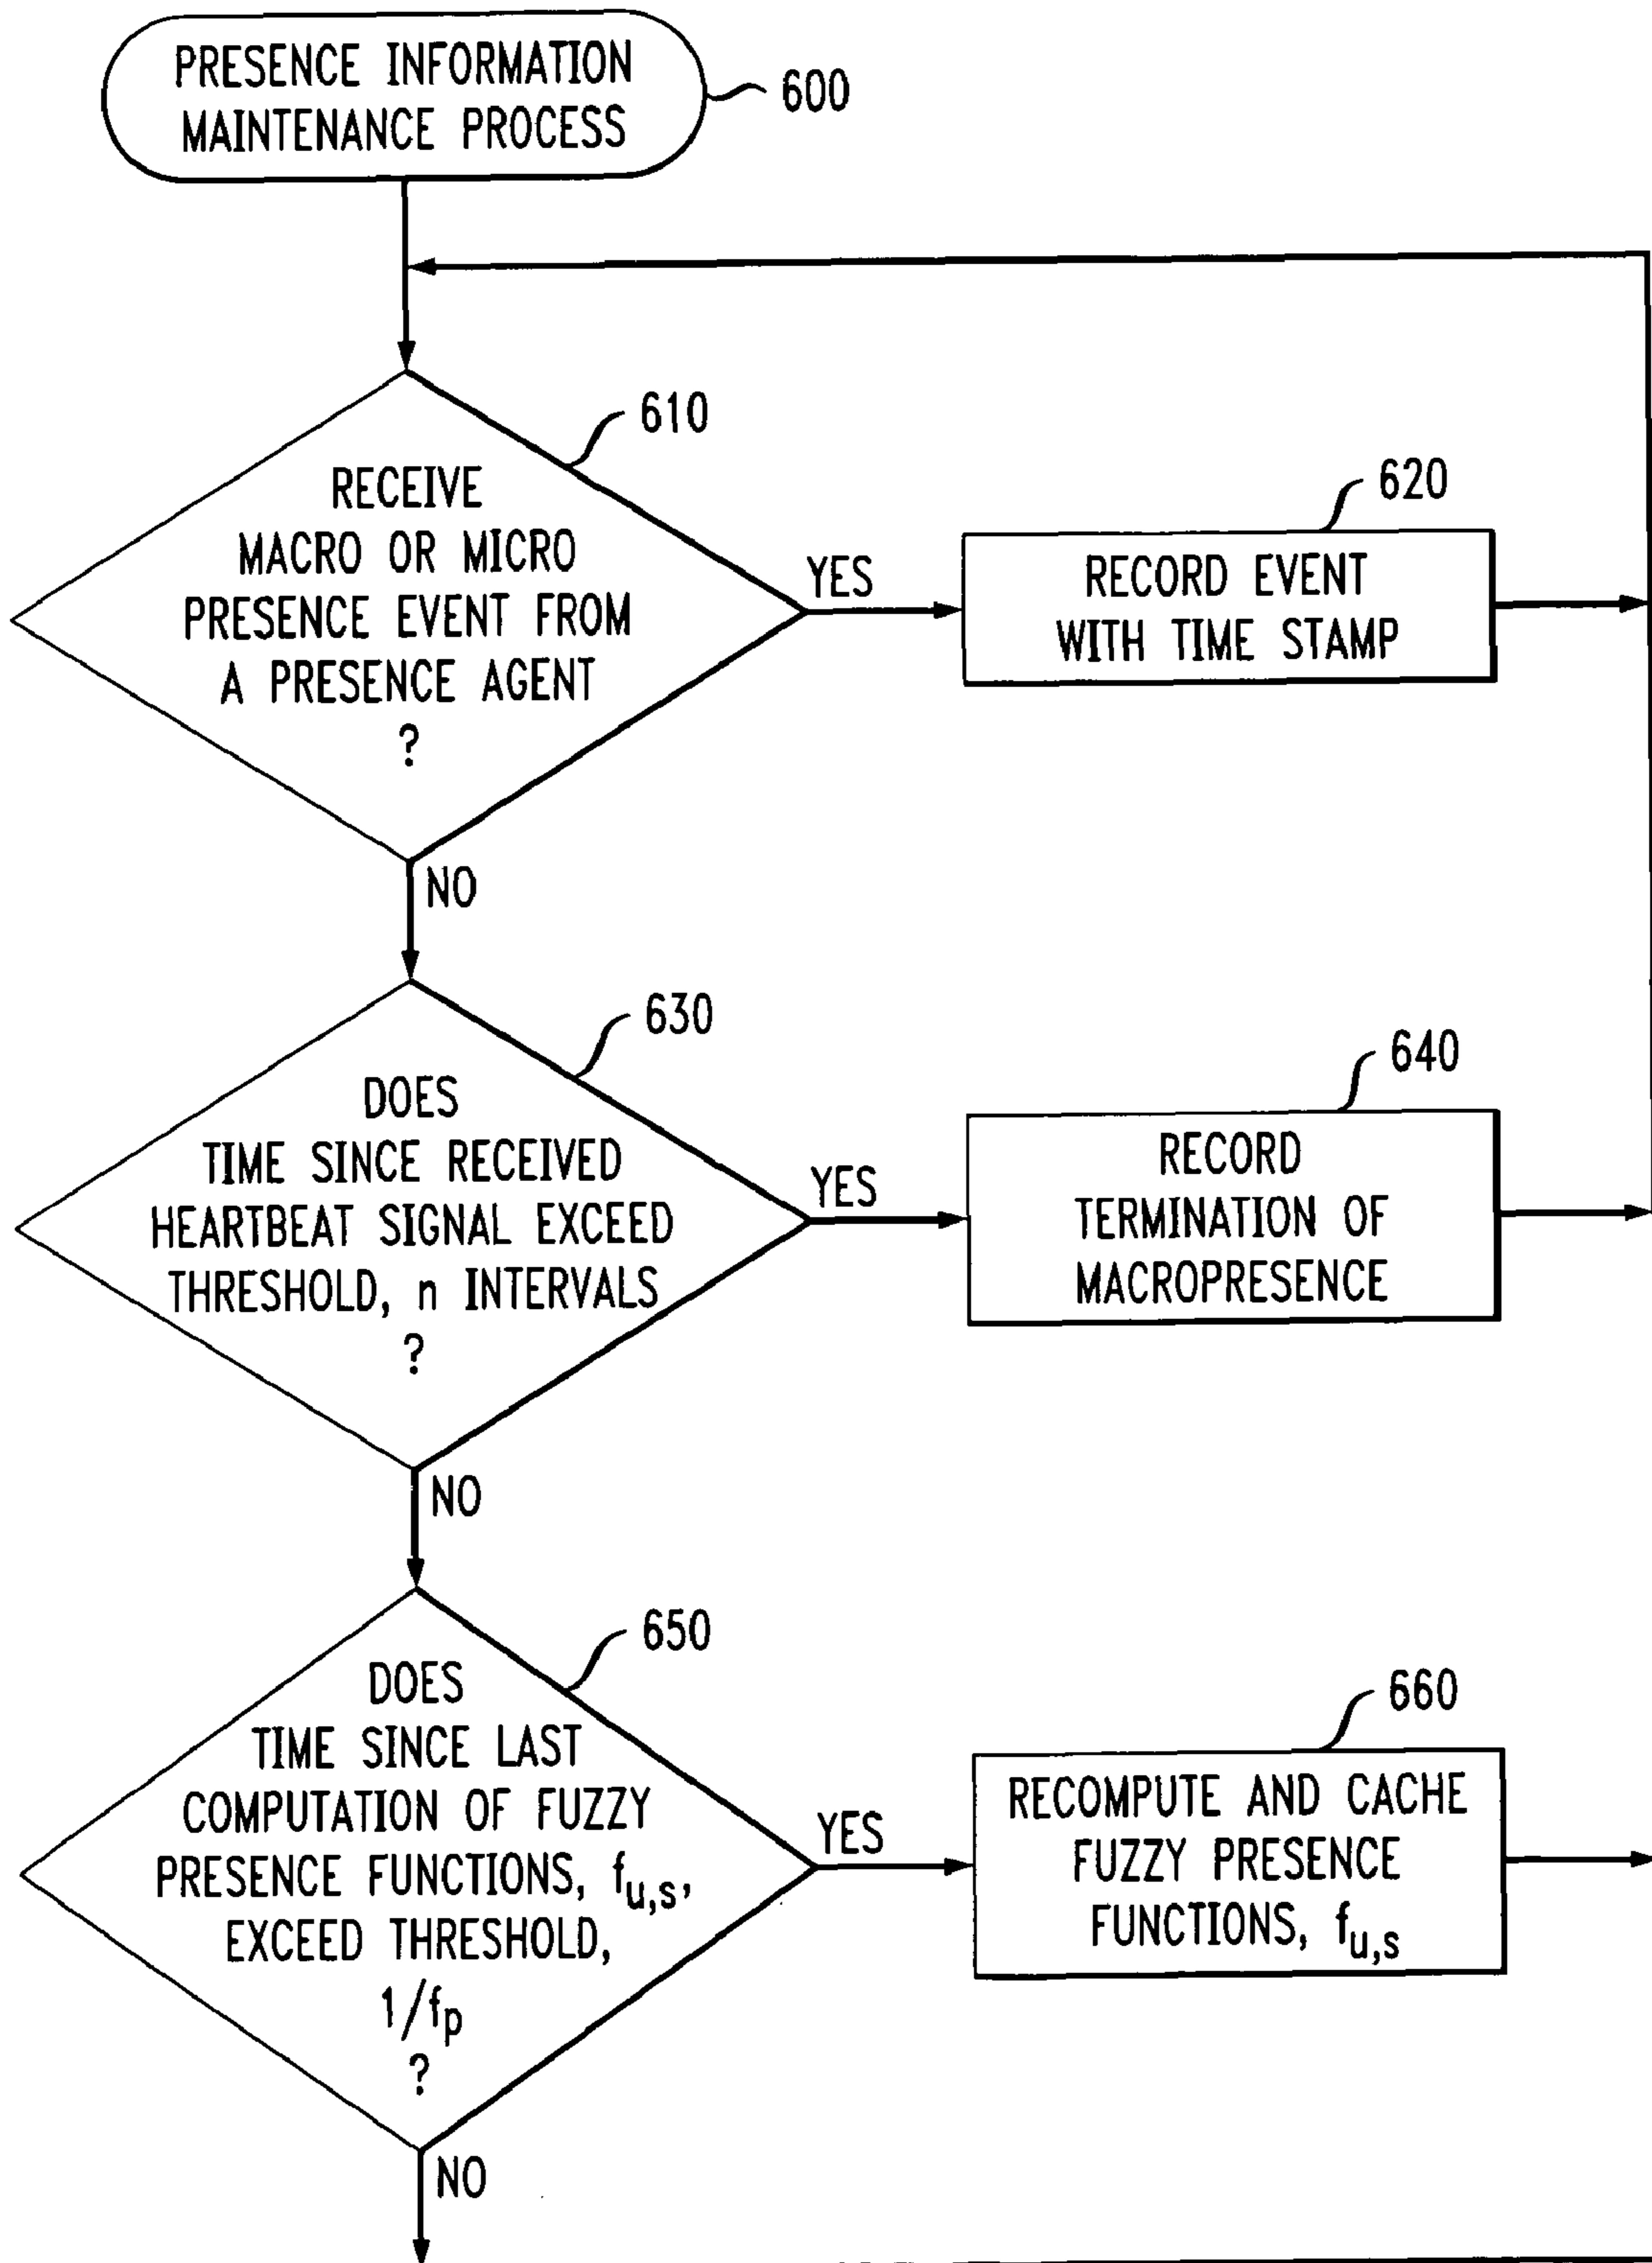 PRESENCE INFORMATION
MAINTENANCE PROCESS
600
610
RECEIVE
MACRO OR MICRO
PRESENCE EVENT FROM
A PRESENCE AGENT
?
YES
620
RECORD EVENT
WITH TIME STAMP
NO
630
DOES
TIME SINCE RECEIVED
HEARTBEAT SIGNAL EXCEED
THRESHOLD, n INTERVALS
?
YES
640
RECORD
TERMINATION OF
MACROPRESENCE
NO
650
DOES
TIME SINCE LAST
COMPUTATION OF FUZZY
PRESENCE FUNCTIONS, fu,s,
EXCEED THRESHOLD,
1/fp
?
YES
660
RECOMPUTE AND CACHE
FUZZY PRESENCE
FUNCTIONS, fu,s
NO